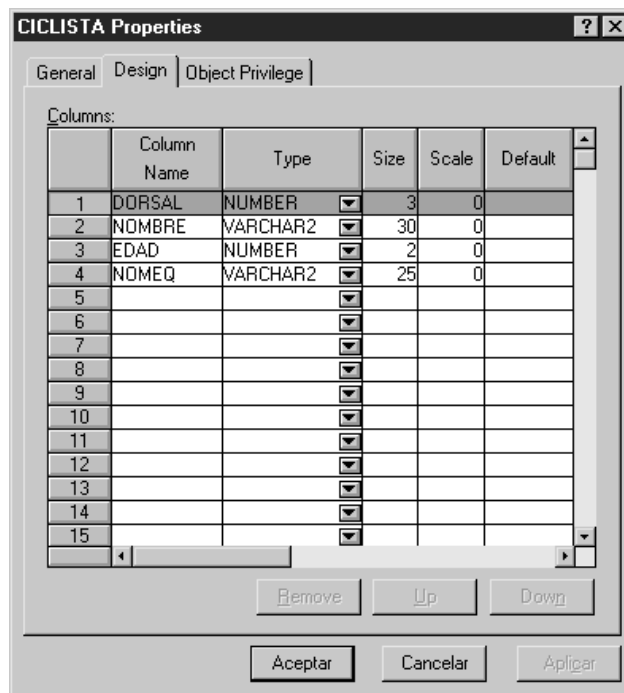 CICLISTA Properties
General Design Object Privilege
Columns:
Column Name Type Size Scale Default
1 DORSAL NUMBER 3 0
2 NOMBRE VARCHAR2 30 0
3 EDAD NUMBER 2 0
4 NOMEQ VARCHAR2 25 0
5
6
7
8
9
10
11
12
13
14
15
Remove Up Down
Aceptar Cancelar Aplicar